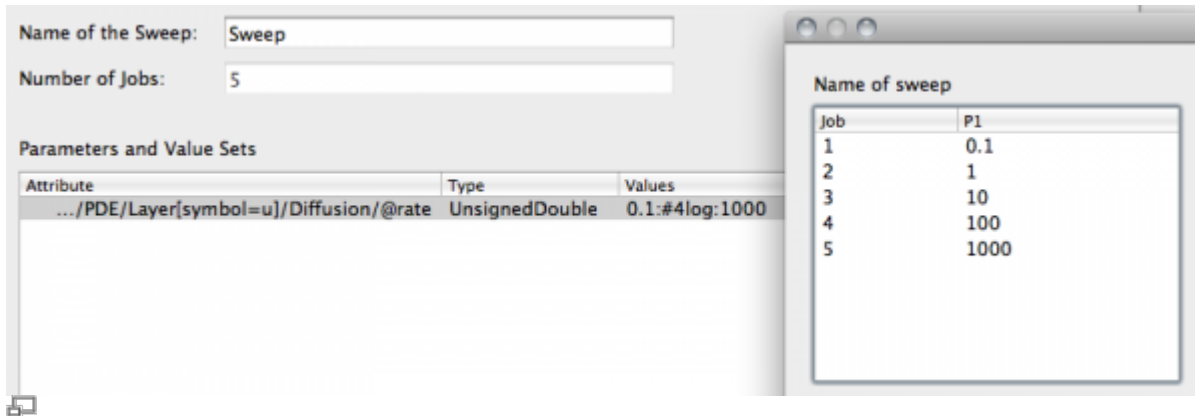 Name of the Sweep: Sweep
Number of Jobs: 5
Parameters and Value Sets
Attribute Type Values
.../PDE/Layer[symbol=u]/Diffusion/@rate UnsignedDouble 0.1:#4log:1000
Name of sweep
Job P1
1 0.1
2 1
3 10
4 100
5 1000